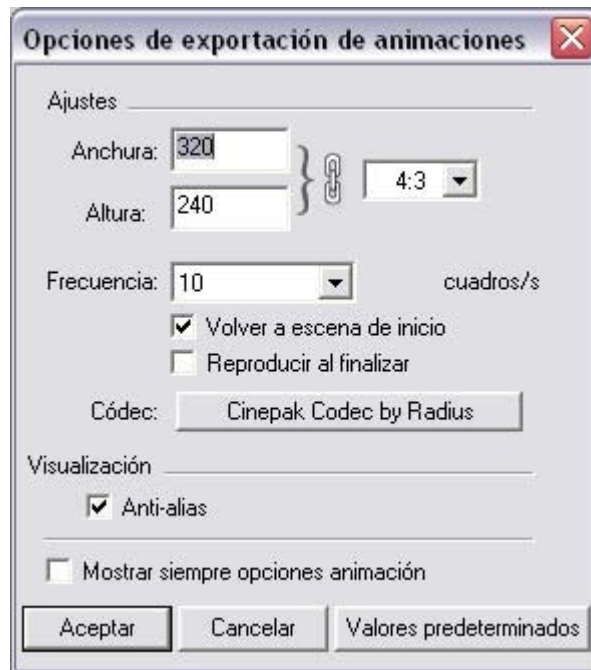 Opciones de exportación de animaciones
Ajustes
Anchura: 320
4:3
Altura: 240
Frecuencia: 10 cuadros/s
Volver a escena de inicio
Reproducir al finalizar
Códec: Cinepak Codec by Radius
Visualización
Anti-alias
Mostrar siempre opciones animación
Aceptar Cancelar Valores predeterminados